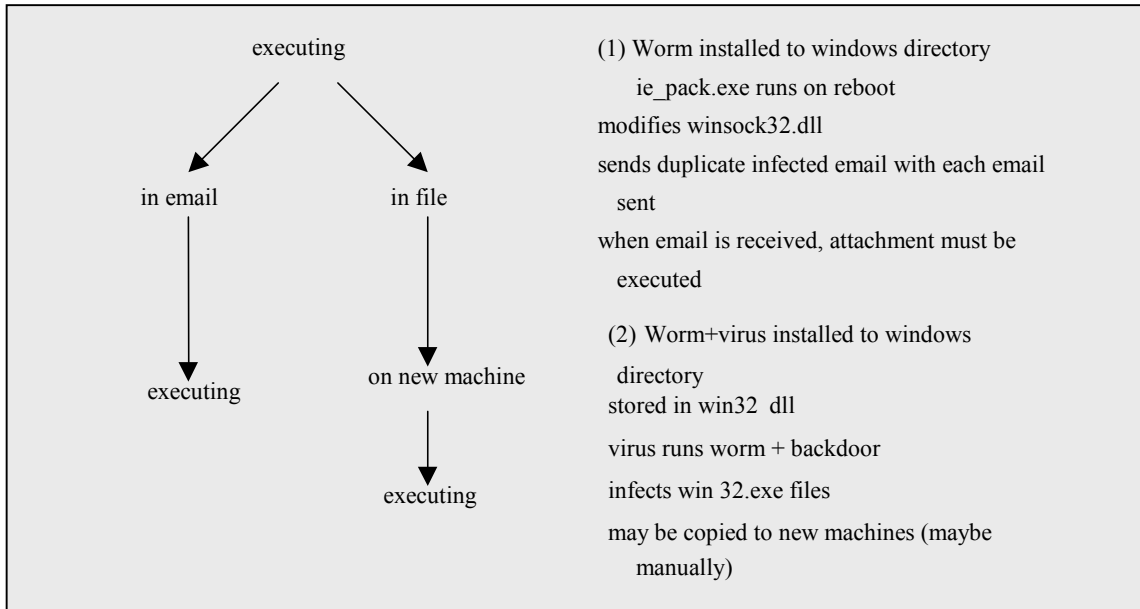 executing
in email
in file
executing
on new machine
executing
(1) Worm installed to windows directory
ie_pack.exe runs on reboot
modifies winsock32.dll
sends duplicate infected email with each email
sent
when email is received, attachment must be
executed
(2) Worm+virus installed to windows
directory
stored in win32 dll
virus runs worm + backdoor
infects win 32.exe files
may be copied to new machines (maybe
manually)